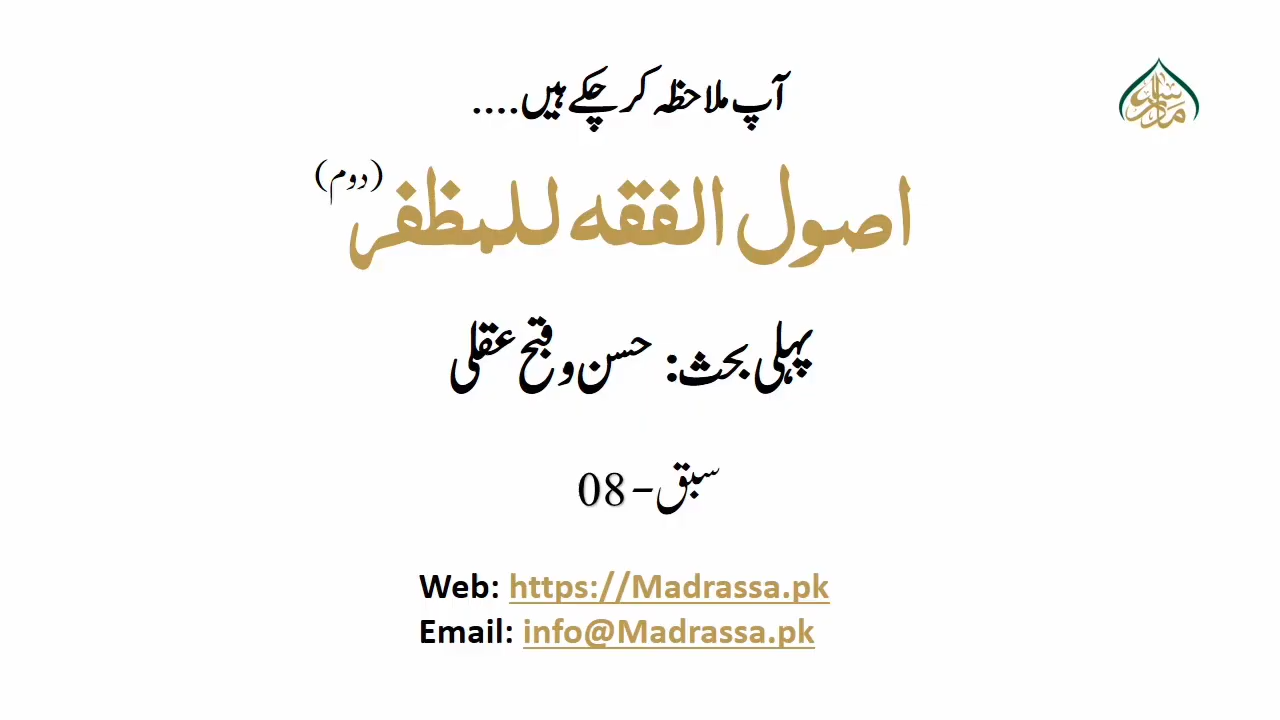 آپ ملاحظہ کر چکے ہیں....
اصول الفقہ للمظفر (دوم)
پہلی بحث: حسن و قبح عقلی
سبق-08
Web: https://Madrassa.pk
Email: info@Madrassa.pk